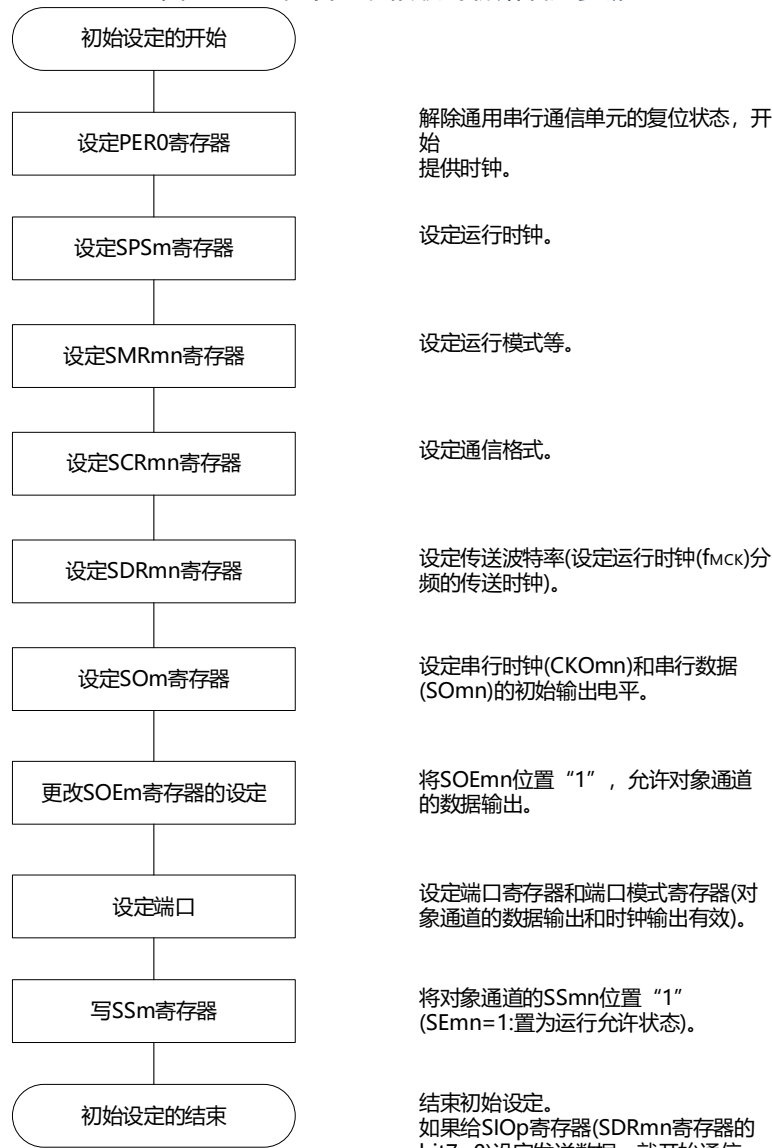 初始设定的开始
设定PER0寄存器
解除通用串行通信单元的复位状态，开
始
提供时钟。
设定SPSm寄存器
设定运行时钟。
设定SMRmn寄存器
设定运行模式等。
设定SCRmn寄存器
设定通信格式。
设定SDRmn寄存器
设定传送波特率(设定运行时钟(fMCK)分
频的传送时钟)。
设定SOm寄存器
设定串行时钟(CKOmn)和串行数据
(SOmn)的初始输出电平。
更改SOEm寄存器的设定
将SOEmn位置“1”，允许对象通道
的数据输出。
设定端口
设定端口寄存器和端口模式寄存器(对
象通道的数据输出和时钟输出有效)。
写SSm寄存器
将对象通道的SSmn位置“1”
(SEmn=1:置为运行允许状态)。
初始设定的结束
结束初始设定。
如果给SIOp寄存器(SDRmn寄存器的